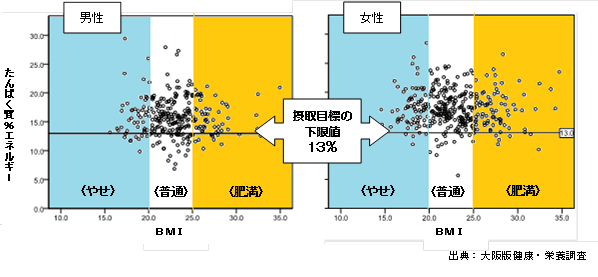 男性
女性
たんぱく質%エネルギー
30.0
25.0
20.0
15.0
10.0
5.0
0.0
摂取目標の
下限値
13%
13.0
〈やせ〉
〈普通〉
〈肥満〉
〈やせ〉
〈普通〉
〈肥満〉
10.0 15.0 20.0 25.0 30.0 35.0
10.0 15.0 20.0 25.0 30.0 35.0
BMI
BMI
出典：大阪版健康・栄養調査